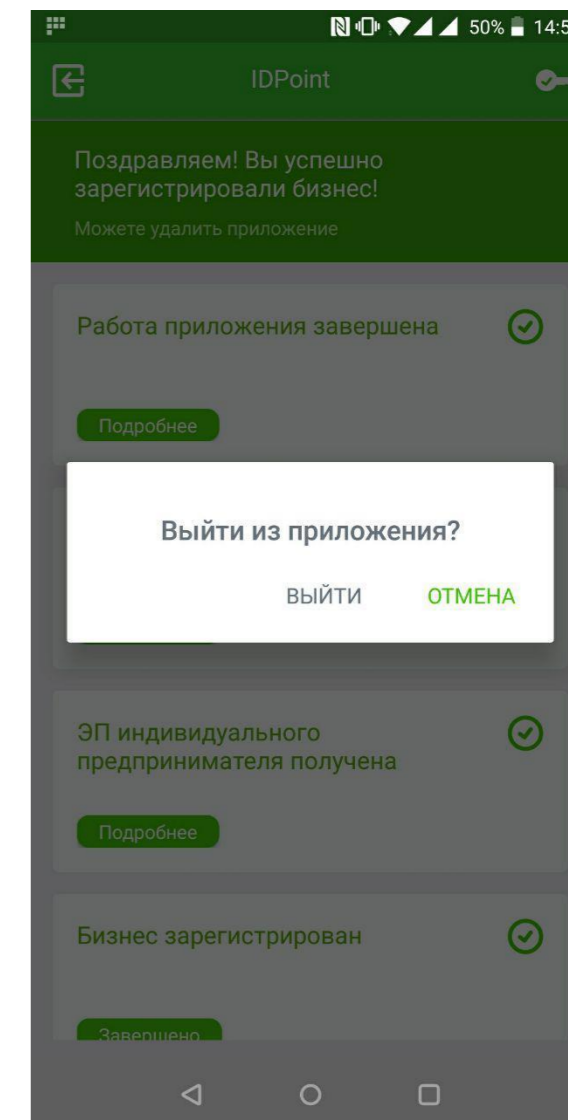 50% 14:5
IDPoint
Поздравляем! Вы успешно
зарегистрировали бизнес!
Можете удалить приложение
Работа приложения завершена
Подробнее
Выйти из приложения?
ВЫЙТИ ОТМЕНА
ЭП индивидуального
предпринимателя получена
Подробнее
Бизнес зарегистрирован
Завершено